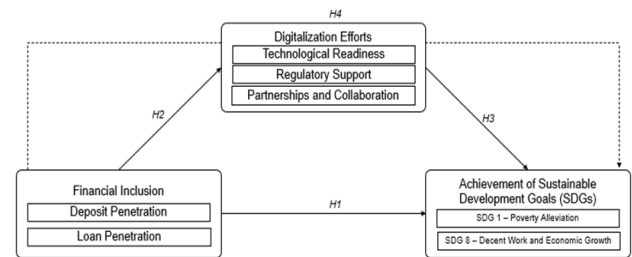 H4
Digitalization Efforts
Technological Readiness
Regulatory Support
Partnerships and Collaboration
H2
H3
Financial Inclusion
Deposit Penetration
Loan Penetration
H1
Achievement of Sustainable
Development Goals (SDGs)
SDG 1 – Poverty Alleviation
SDG 8 – Decent Work and Economic Growth